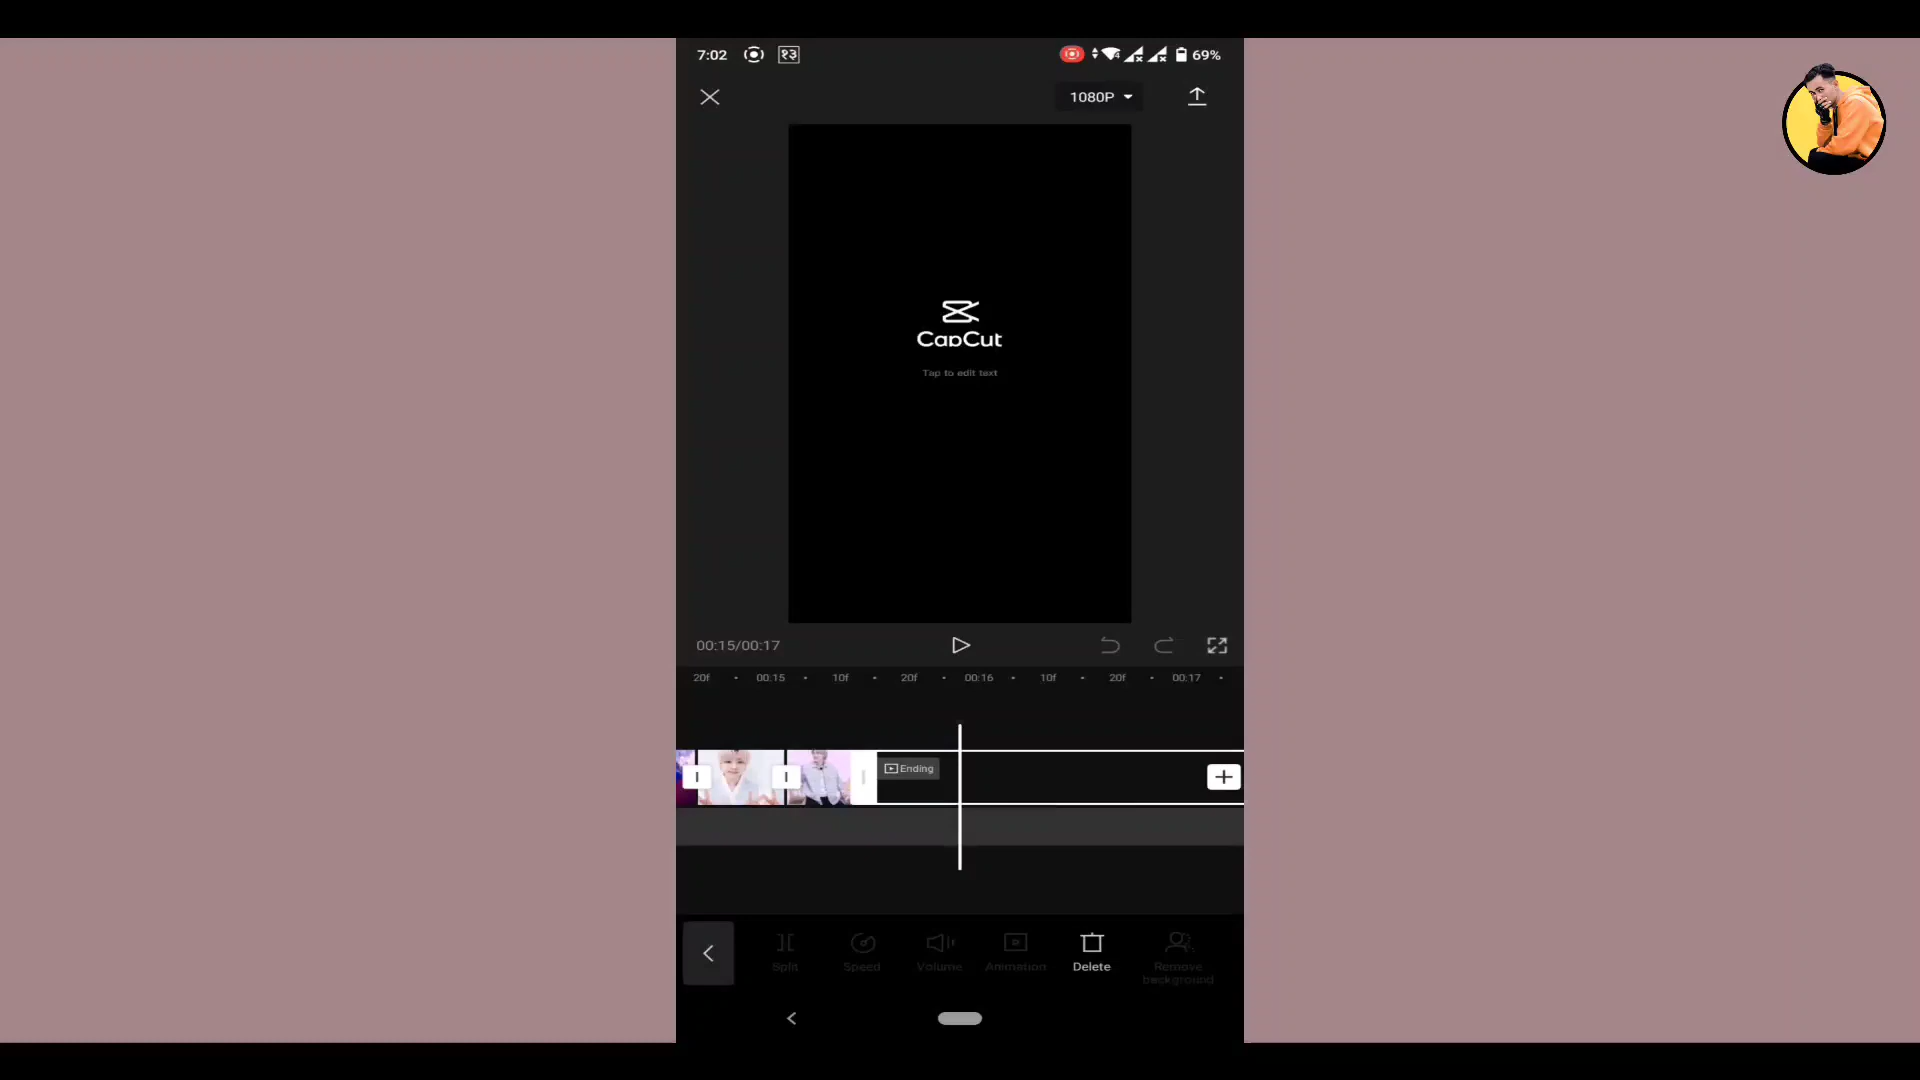 7:02 १३ 69%
1080P
CapCut
Tap to edit text
00:15/00:17
20f 00:15 10f 20f 00:16 10f 20f 00:17
Ending
Split Speed Volume Animation Delete Remove background